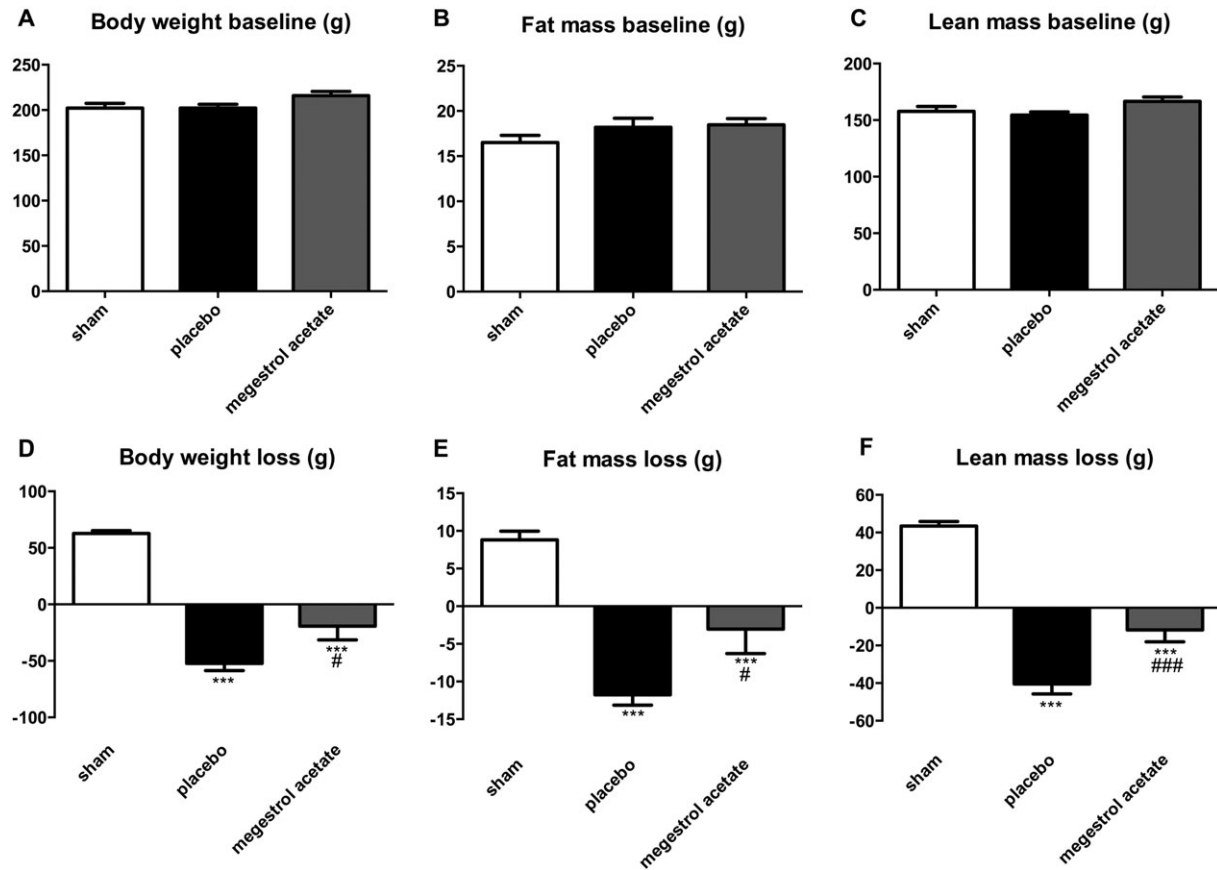 A Body weight baseline (g)
250
200
150
100
50
0
sham
placebo
megestrol acetate
B Fat mass baseline (g)
25
20
15
10
5
0
sham
placebo
megestrol acetate
C Lean mass baseline (g)
200
150
100
50
0
sham
placebo
megestrol acetate
D Body weight loss (g)
100
50
0
-50
-100
***
***
#
sham
placebo
megestrol acetate
E Fat mass loss (g)
15
10
5
0
-5
-10
-15
***
***
#
sham
placebo
megestrol acetate
F Lean mass loss (g)
60
40
20
0
-20
-40
-60
***
***
###
sham
placebo
megestrol acetate